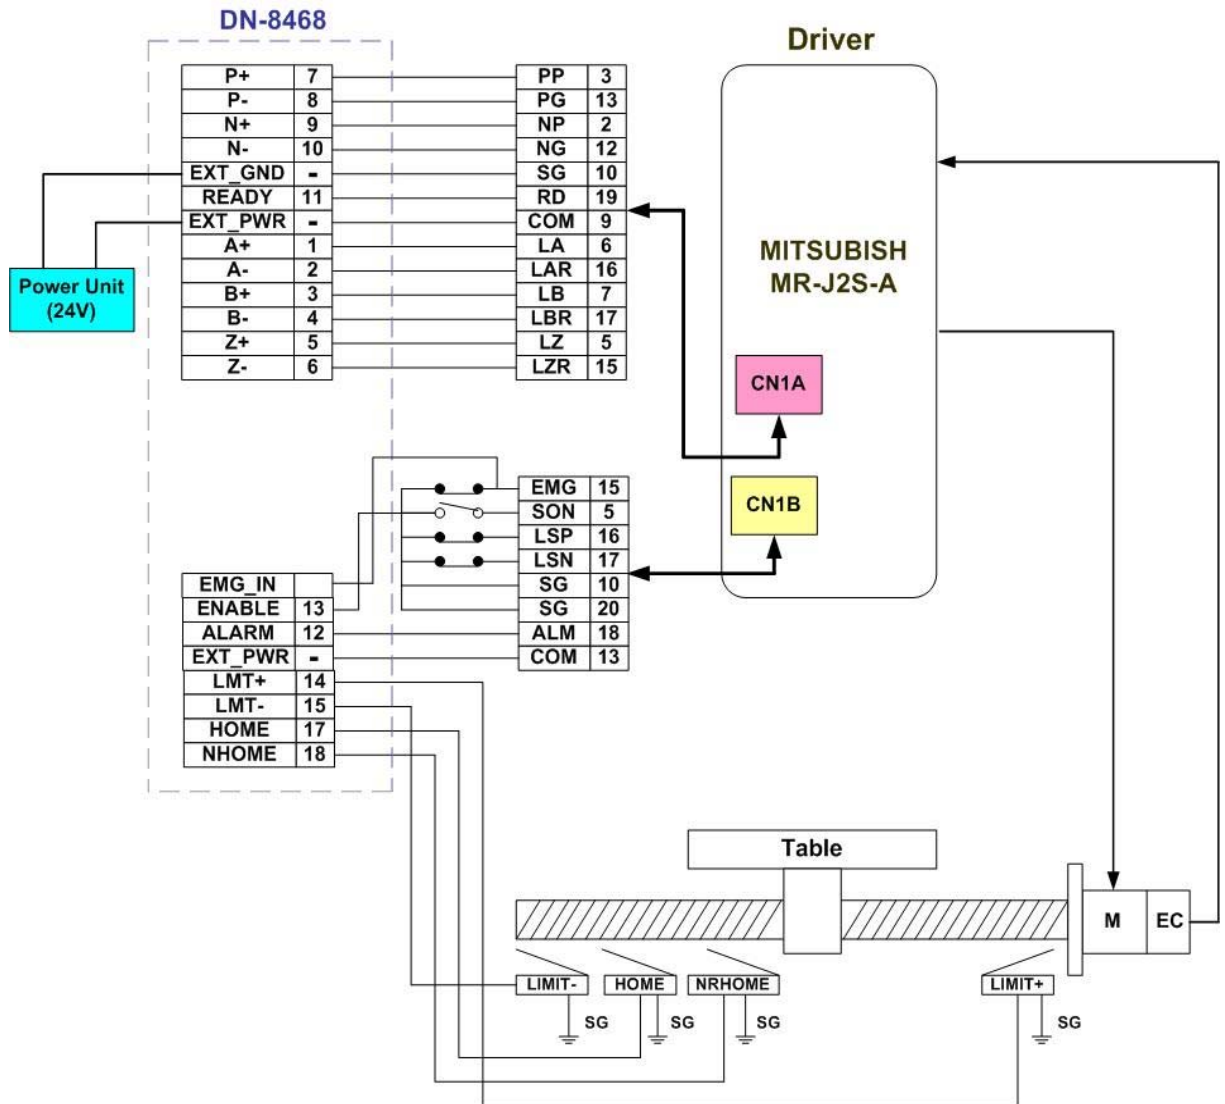 DN-8468
Driver
P+ 7 PP 3
P- 8 PG 13
N+ 9 NP 2
N- 10 NG 12
EXT_GND - SG 10
READY 11 RD 19
EXT_PWR - COM 9
A+ 1 LA 6
A- 2 LAR 16
B+ 3 LB 7
B- 4 LBR 17
Z+ 5 LZ 5
Z- 6 LZR 15
Power Unit
(24V)
MITSUBISH
MR-J2S-A
CN1A
CN1B
EMG 15
SON 5
LSP 16
LSN 17
EMG_IN SG 10
ENABLE 13 SG 20
ALARM 12 ALM 18
EXT_PWR - COM 13
LMT+ 14
LMT- 15
HOME 17
NHOME 18
Table
M EC
LIMIT- HOME NRHOME LIMIT+
SG SG SG SG